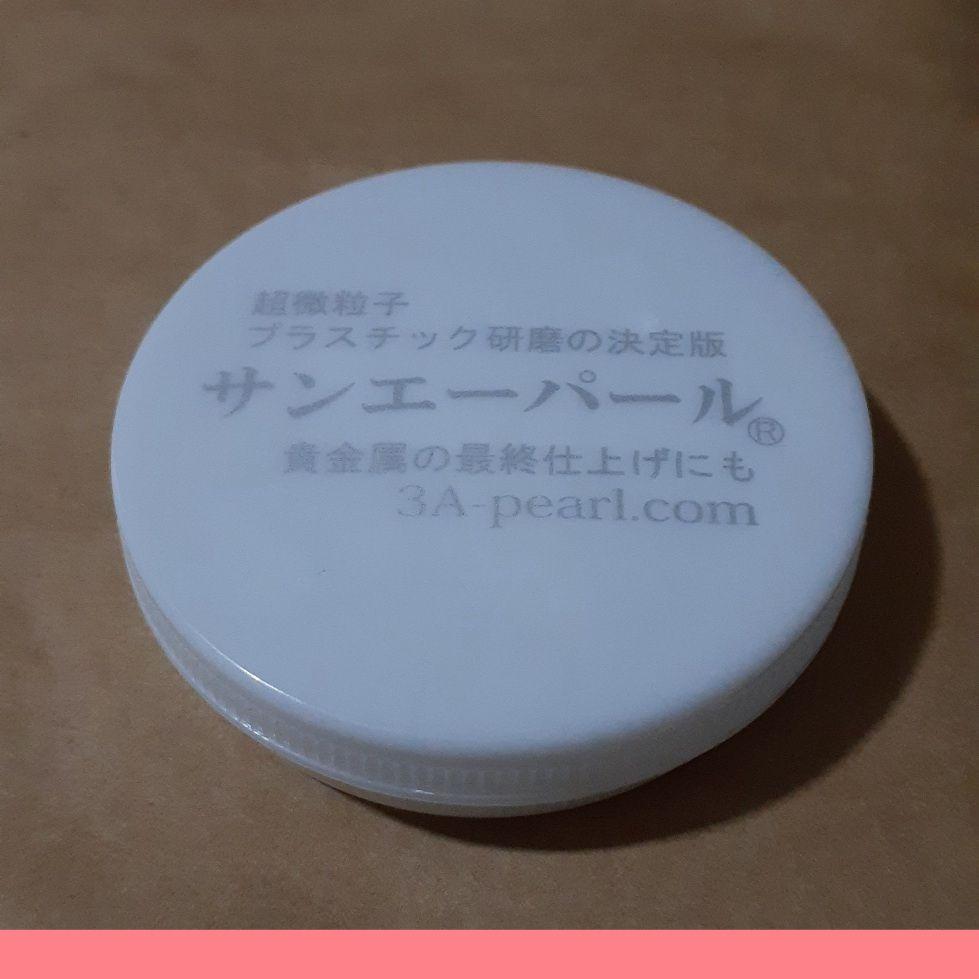 超微粒子
プラスチック研磨の決定版
サンエーパール®
貴金属の最終仕上げにも
3A-pearl.com